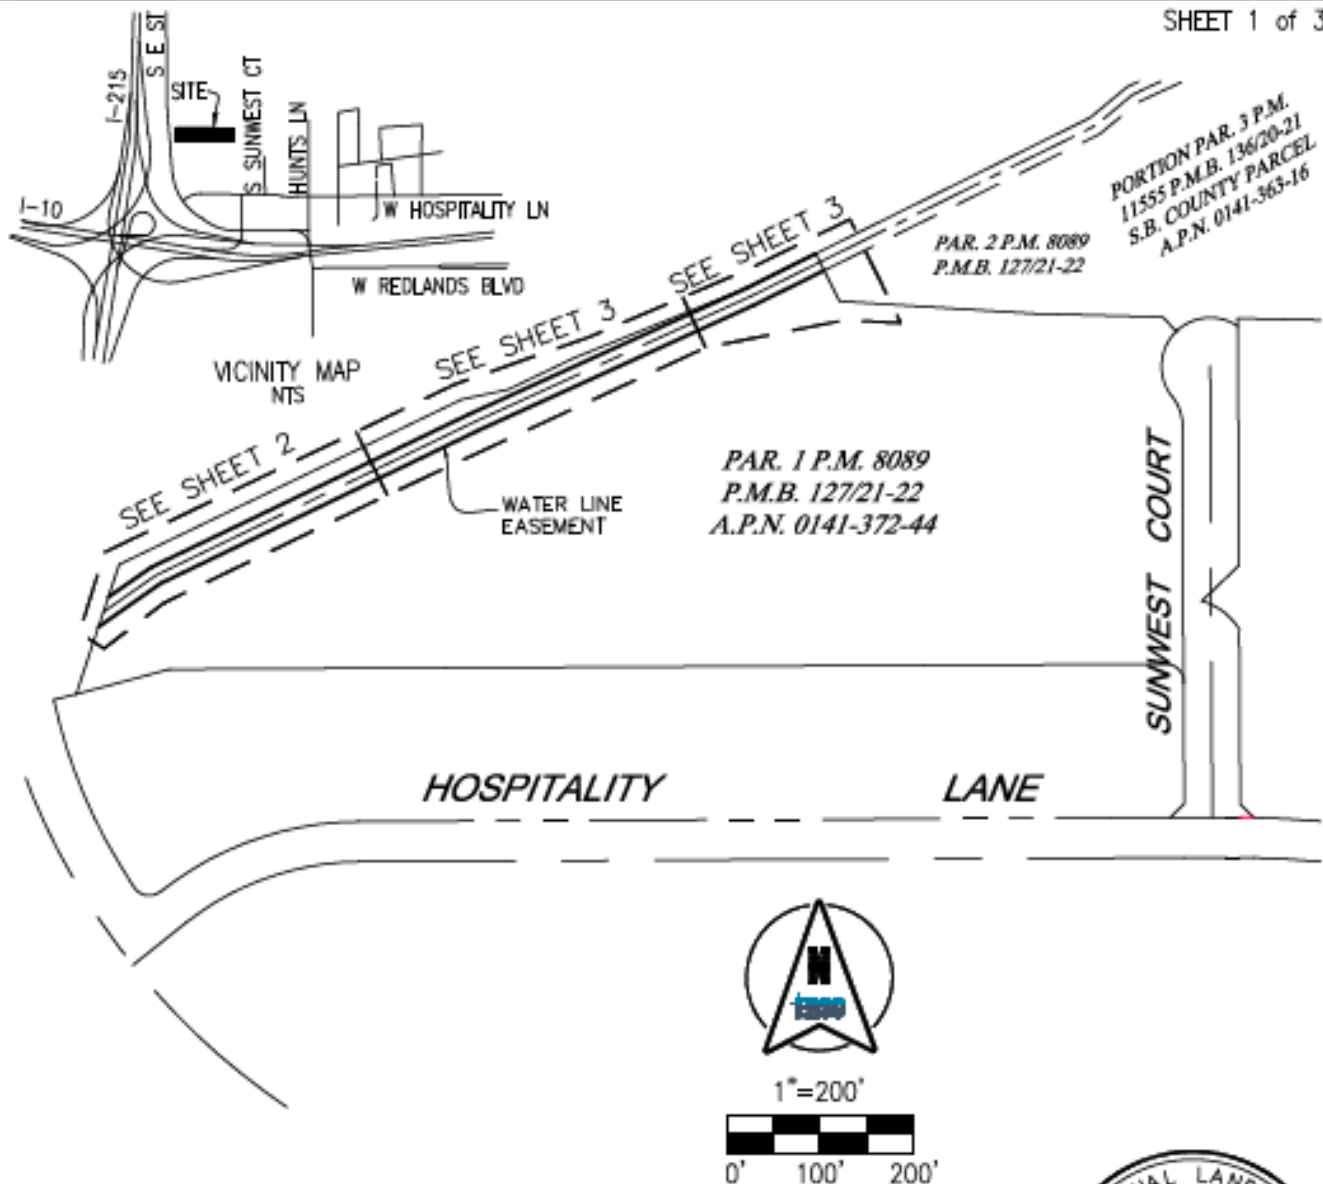 SHEET 1 of 3
S E ST
I-215
SITE
S SUNWEST CT
HUNTS LN
I-10
W HOSPITALITY LN
W REDLANDS BLVD
VICINITY MAP
NTS
PORTION PAR. 3 P.M.
11555 P.M.B. 136/20-21
S.B. COUNTY PARCEL
A.P.N. 0141-363-16
PAR. 2 P.M. 8089
P.M.B. 127/21-22
SEE SHEET 3
SEE SHEET 3
SEE SHEET 2
WATER LINE
EASEMENT
PAR. 1 P.M. 8089
P.M.B. 127/21-22
A.P.N. 0141-372-44
SUNWEST COURT
HOSPITALITY LANE
N
1"=200'
0' 100' 200'
LAND